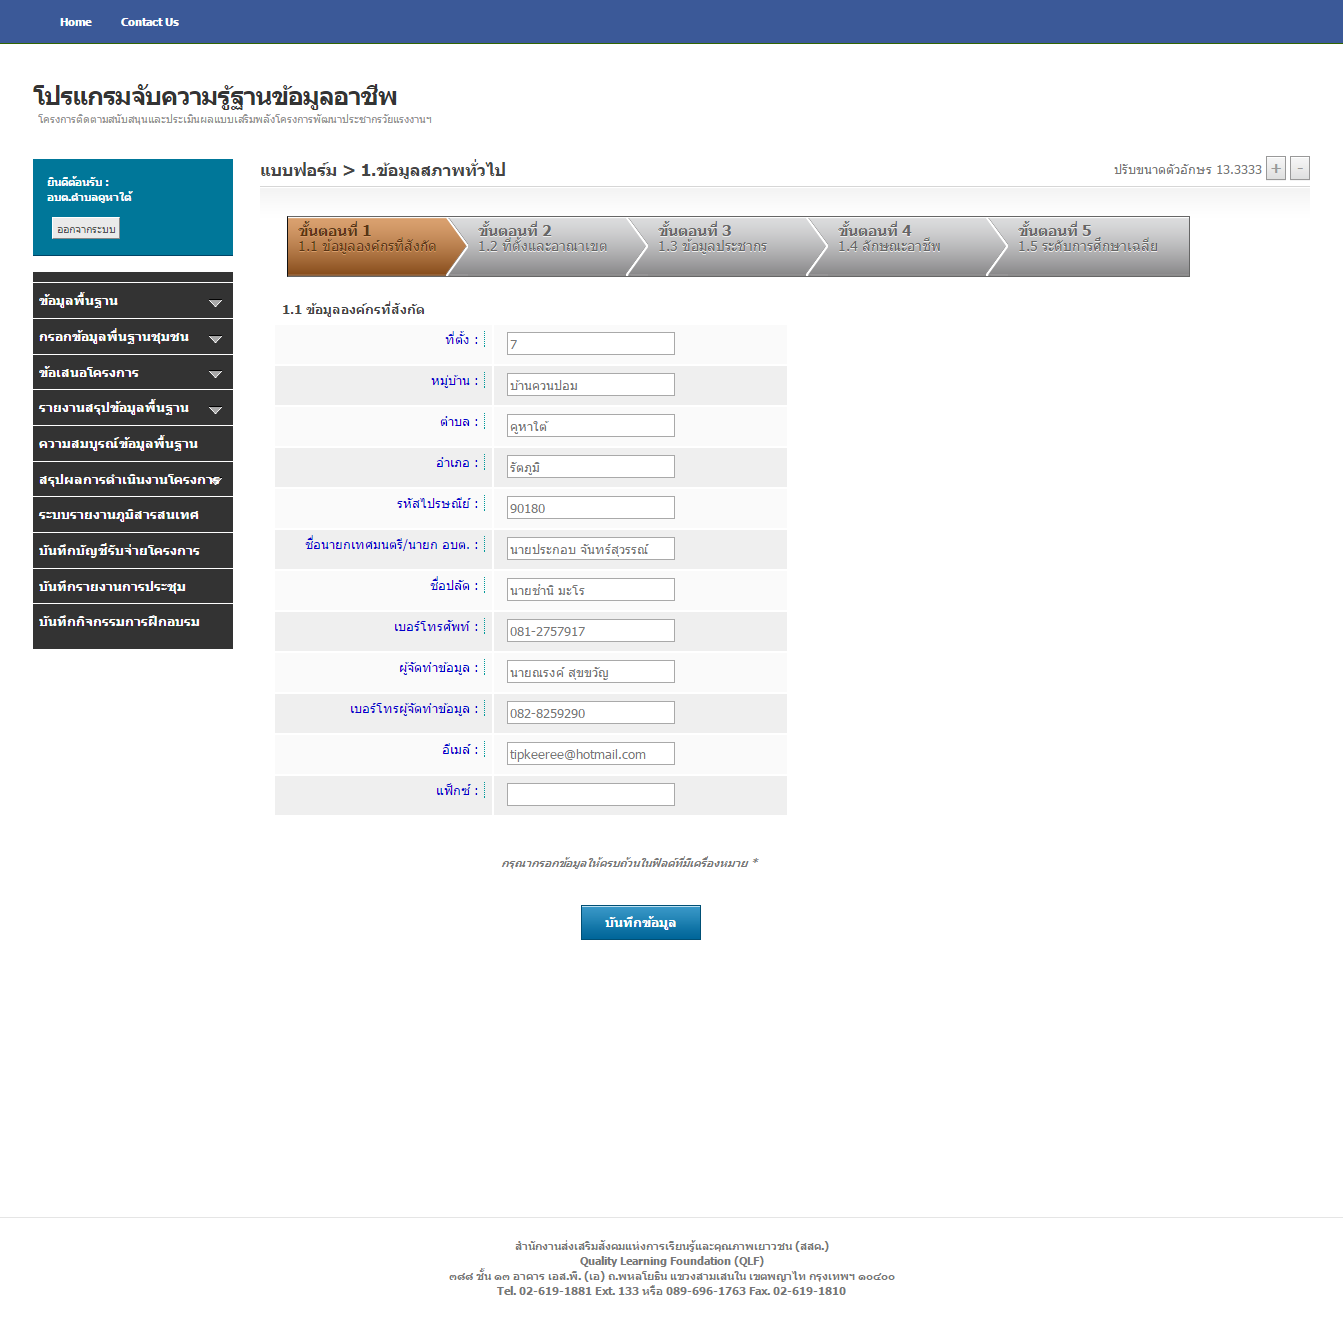 Home Contact Us
โปรแกรมจับความรู้ฐานข้อมูลอาชีพ
โครงการติดตามสนับสนุนและประเมินผลแบบเสริมพลังโครงการพัฒนาประชากรวัยแรงงานฯ
ยินดีต้อนรับ :
อบต.ตำบลคูหาใต้
ออกจากระบบ
ข้อมูลพื้นฐาน
กรอกข้อมูลพื้นฐานชุมชน
ข้อเสนอโครงการ
รายงานสรุปข้อมูลพื้นฐาน
ความสมบูรณ์ข้อมูลพื้นฐาน
สรุปผลการดำเนินงานโครงการ
ระบบรายงานภูมิสารสนเทศ
บันทึกบัญชีรับจ่ายโครงการ
บันทึกรายงานการประชุม
บันทึกกิจกรรมการฝึกอบรม
แบบฟอร์ม > 1.ข้อมูลสภาพทั่วไป
ปรับขนาดตัวอักษร 13.3333 + -
ขั้นตอนที่ 1
1.1 ข้อมูลองค์กรที่สังกัด
ขั้นตอนที่ 2
1.2 ที่ตั้งและอาณาเขต
ขั้นตอนที่ 3
1.3 ข้อมูลประชากร
ขั้นตอนที่ 4
1.4 ลักษณะอาชีพ
ขั้นตอนที่ 5
1.5 ระดับการศึกษาเฉลี่ย
1.1 ข้อมูลองค์กรที่สังกัด
ที่ตั้ง : 7
หมู่บ้าน : บ้านควนปอม
ตำบล : คูหาใต้
อำเภอ : รัตภูมิ
รหัสไปรษณีย์ : 90180
ชื่อนายกเทศมนตรี/นายก อบต. : นายประกอบ จันทร์สุวรรณ์
ชื่อปลัด : นายชำนิ มะโร
เบอร์โทรศัพท์ : 081-2757917
ผู้จัดทำข้อมูล : นายณรงค์ สุขขวัญ
เบอร์โทรผู้จัดทำข้อมูล : 082-8259290
อีเมล์ : tipkeeree@hotmail.com
แฟ็กซ์ :
กรุณากรอกข้อมูลให้ครบถ้วนในฟิลด์ที่มีเครื่องหมาย *
บันทึกข้อมูล
สำนักงานส่งเสริมสังคมแห่งการเรียนรู้และคุณภาพเยาวชน (สสค.)
Quality Learning Foundation (QLF)
๓๘๘ ชั้น ๑๓ อาคาร เอส.พี. (เอ) ถ.พหลโยธิน แขวงสามเสนใน เขตพญาไท กรุงเทพฯ ๑๐๔๐๐
Tel. 02-619-1881 Ext. 133 หรือ 089-696-1763 Fax. 02-619-1810